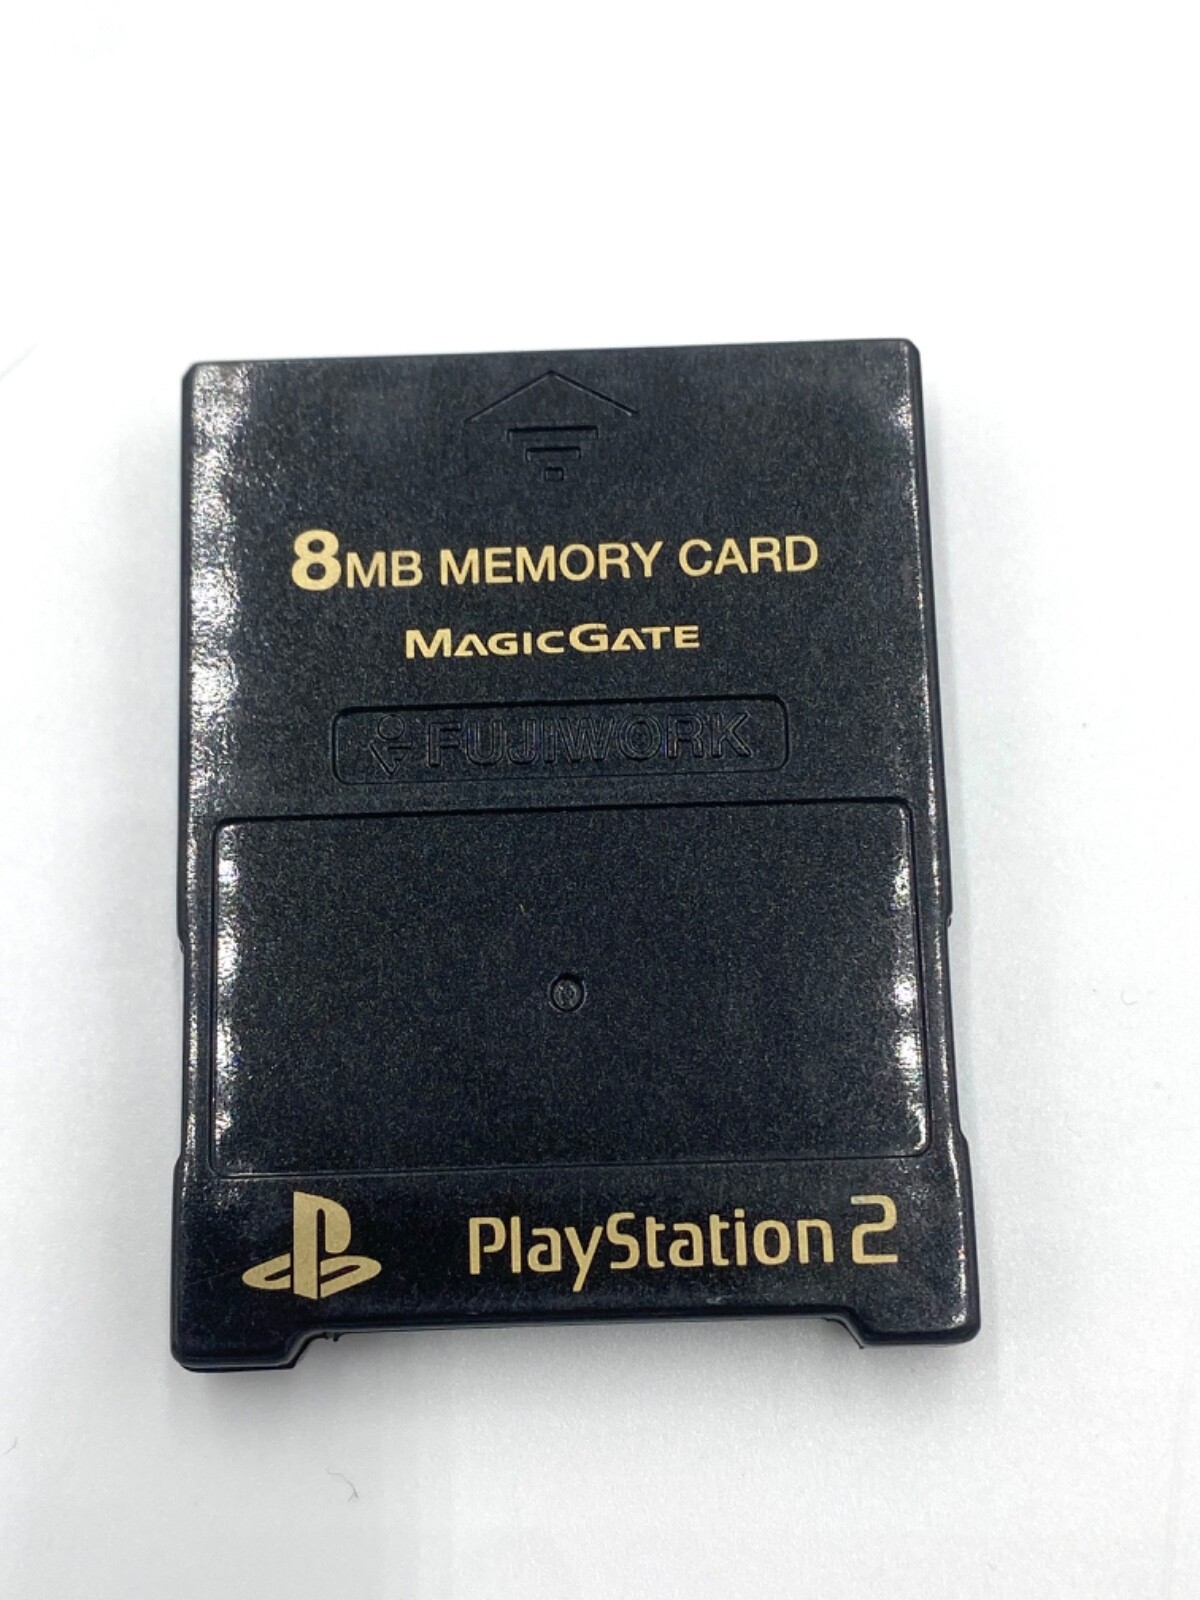 8MB MEMORY CARD
MAGICGATE
FUJIWORK
PlayStation 2